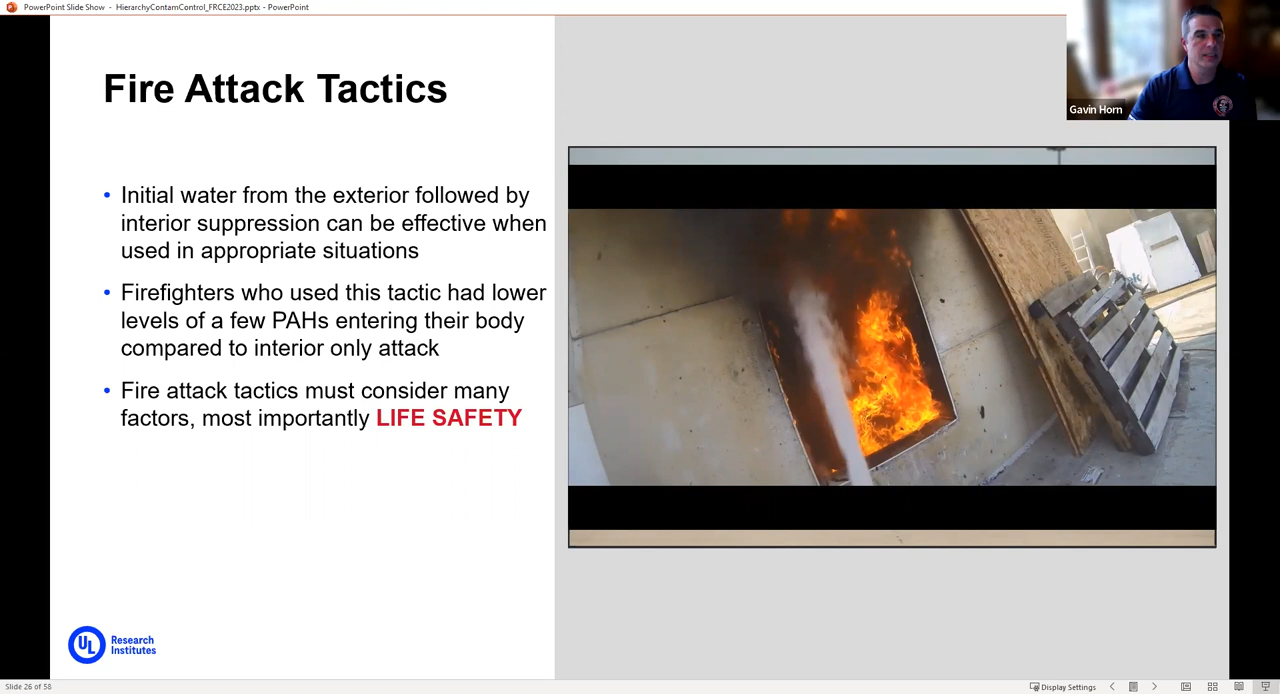 PowerPoint Slide Show - HierarchyContamControl_FRCE2023.pptx - PowerPoint
Gavin Horn
Fire Attack Tactics
• Initial water from the exterior followed by
interior suppression can be effective when
used in appropriate situations
• Firefighters who used this tactic had lower
levels of a few PAHs entering their body
compared to interior only attack
• Fire attack tactics must consider many
factors, most importantly LIFE SAFETY
UL Research
Institutes
Slide 26 of 58
Display Settings